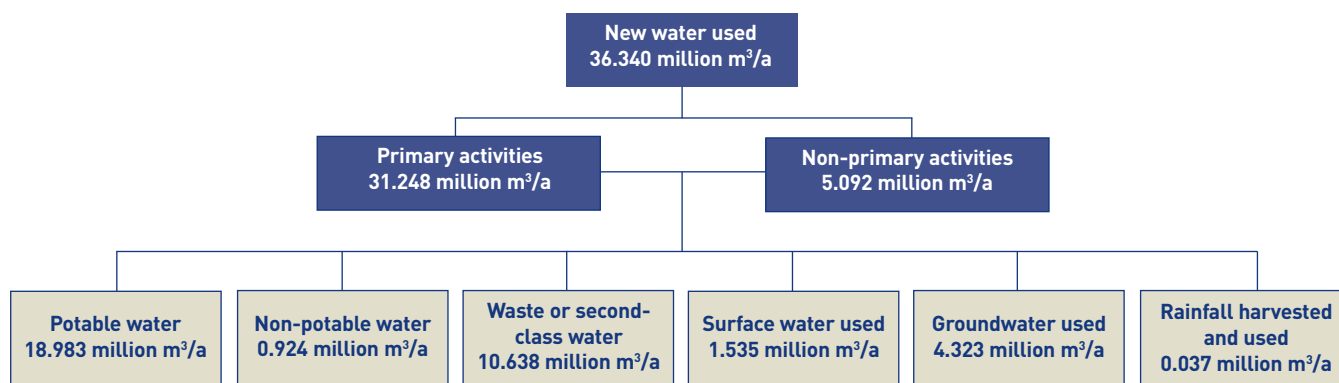 New water used
36.340 million m³/a
Primary activities
31.248 million m³/a
Non-primary activities
5.092 million m³/a
Potable water
18.983 million m³/a
Non-potable water
0.924 million m³/a
Waste or second-
class water
10.638 million m³/a
Surface water used
1.535 million m³/a
Groundwater used
4.323 million m³/a
Rainfall harvested
and used
0.037 million m³/a